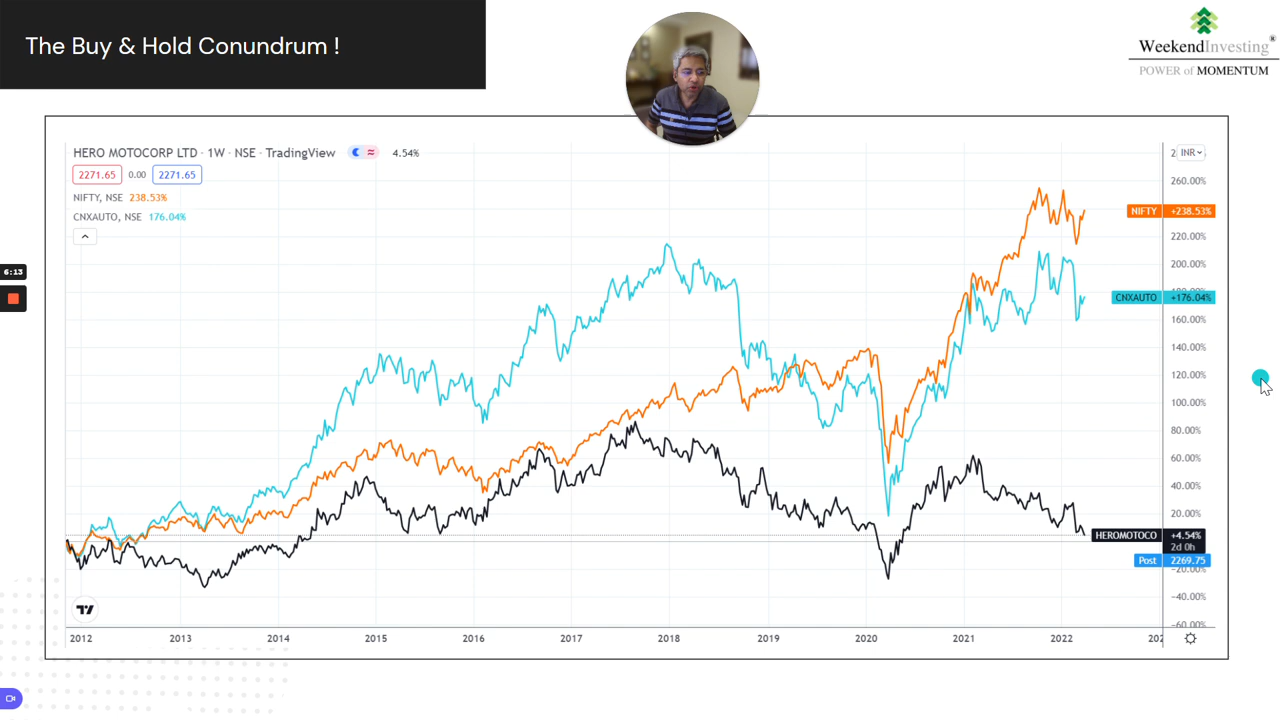 The Buy & Hold Conundrum !
WeekendInvesting®
POWER of MOMENTUM
HERO MOTOCORP LTD · 1W · NSE · TradingView 4.54%
INR
2271.65 0.00 2271.65
NIFTY, NSE 238.53%
CNXAUTO, NSE 176.04%
260.00%
NIFTY +238.53%
220.00%
200.00%
CNXAUTO +176.04%
160.00%
140.00%
120.00%
100.00%
80.00%
60.00%
40.00%
20.00%
HEROMOTOCO +4.54%
2d 0h
Post 2269.75
-20.00%
-40.00%
-60.00%
2012 2013 2014 2015 2016 2017 2018 2019 2020 2021 2022
6:13